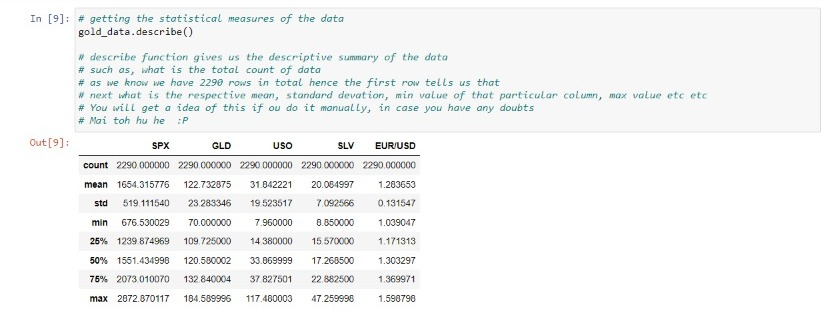 In [9]: # getting the statistical measures of the data
gold_data.describe()
# describe function gives us the descriptive summary of the data
# such as, what is the total count of data
# as we know we have 2290 rows in total hence the first row tells us that
# next what is the respective mean, standard devation, min value of that particular column, max value etc etc
# You will get a idea of this if ou do it manually, in case you have any doubts
# Mai toh hu he :P
Out[9]:
SPX GLD USO SLV EUR/USD
count 2290.000000 2290.000000 2290.000000 2290.000000 2290.000000
mean 1654.315776 122.732875 31.842221 20.084997 1.283653
std 519.111540 23.283346 19.523517 7.092566 0.131547
min 676.530029 70.000000 7.960000 8.850000 1.039047
25% 1239.874969 109.725000 14.380000 15.570000 1.171313
50% 1551.434998 120.580002 33.869999 17.268500 1.303297
75% 2073.010070 132.840004 37.827501 22.882500 1.369971
max 2872.870117 184.589996 117.480003 47.259998 1.598798